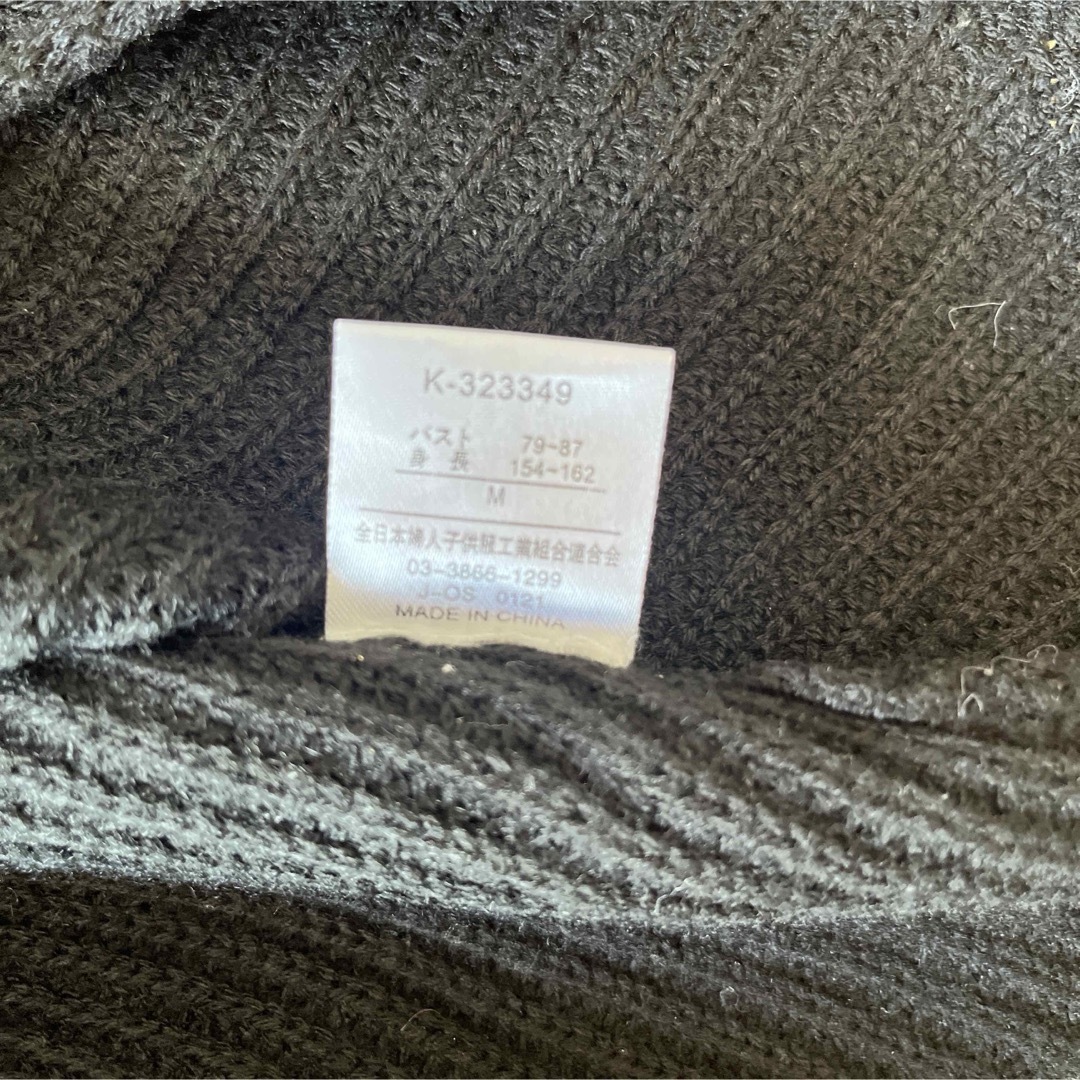 K-323349
バスト 79-87
身長 154-162
M
全日本婦人子供服工業組合連合会
03-3866-1299
J-OS 0121
MADE IN CHINA